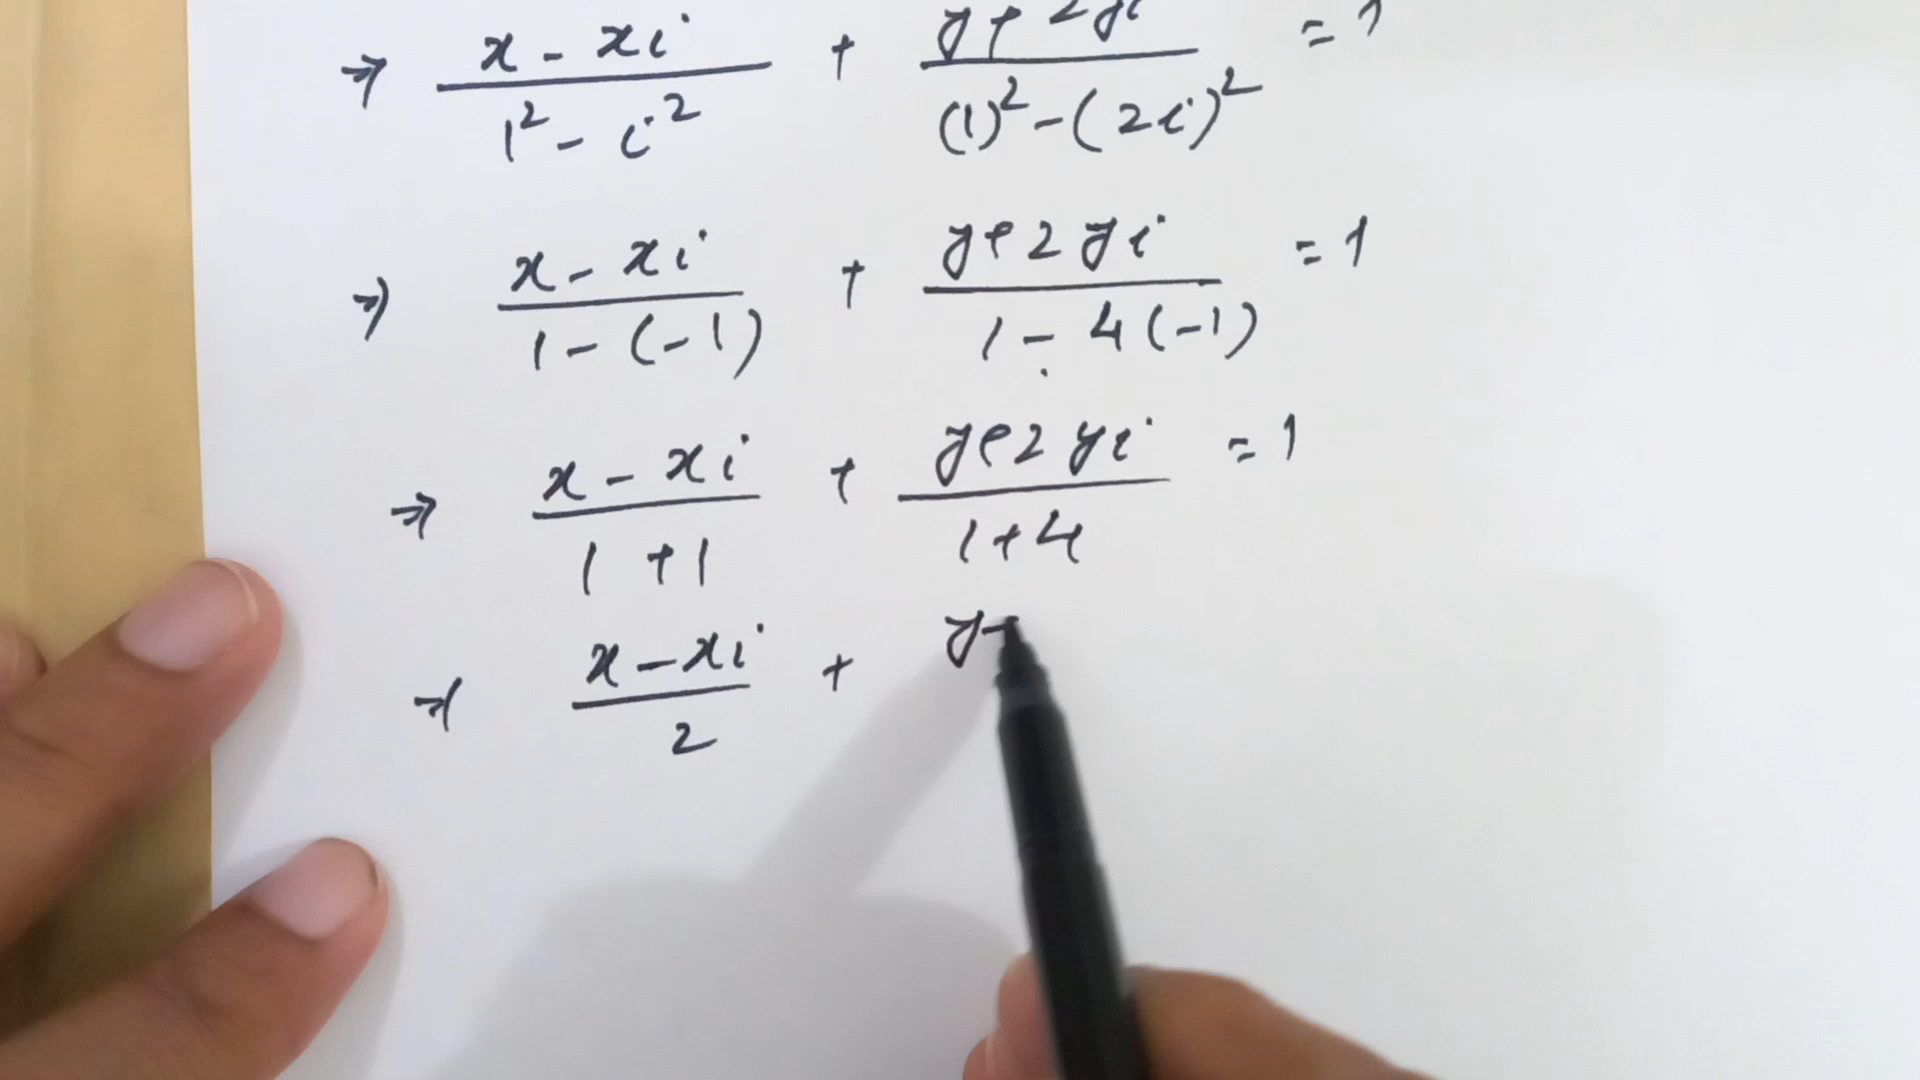 ⇒ (x - xi)/(1² - i²) + (y + 2yi)/((1)² - (2i)²) = 1
⇒ (x - xi)/(1 - (-1)) + (y + 2yi)/(1 - 4(-1)) = 1
⇒ (x - xi)/(1 + 1) + (y + 2yi)/(1 + 4) = 1
⇒ (x - xi)/2 + y